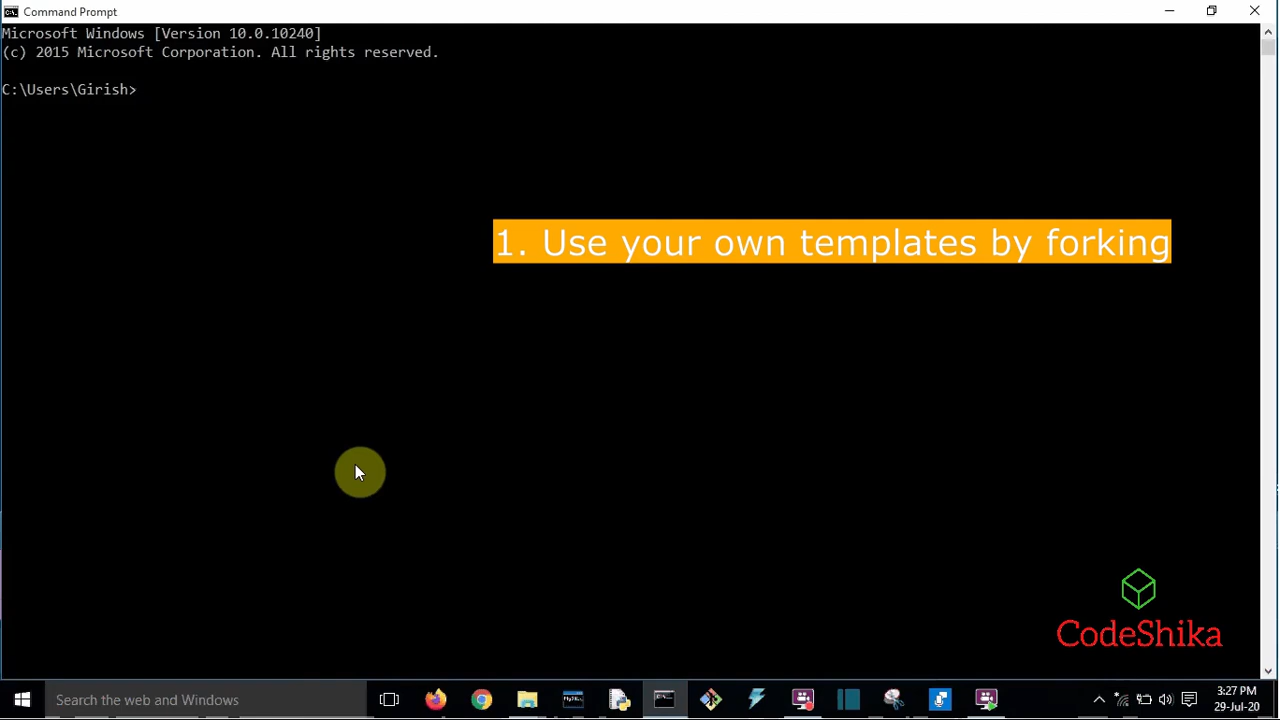 Command Prompt
Microsoft Windows [Version 10.0.10240]
(c) 2015 Microsoft Corporation. All rights reserved.
C:\Users\Girish>
1. Use your own templates by forking
CodeShika
Search the web and Windows
3:27 PM
29-Jul-20